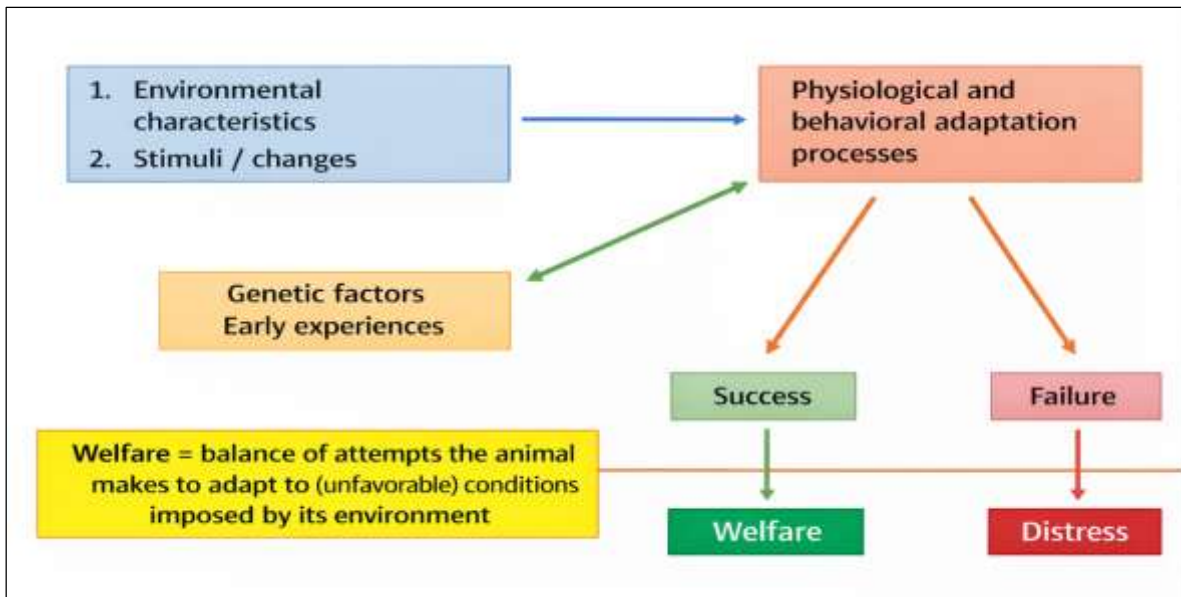 1. Environmental
characteristics
2. Stimuli / changes
Physiological and
behavioral adaptation
processes
Genetic factors
Early experiences
Success
Failure
Welfare = balance of attempts the animal
makes to adapt to (unfavorable) conditions
imposed by its environment
Welfare
Distress